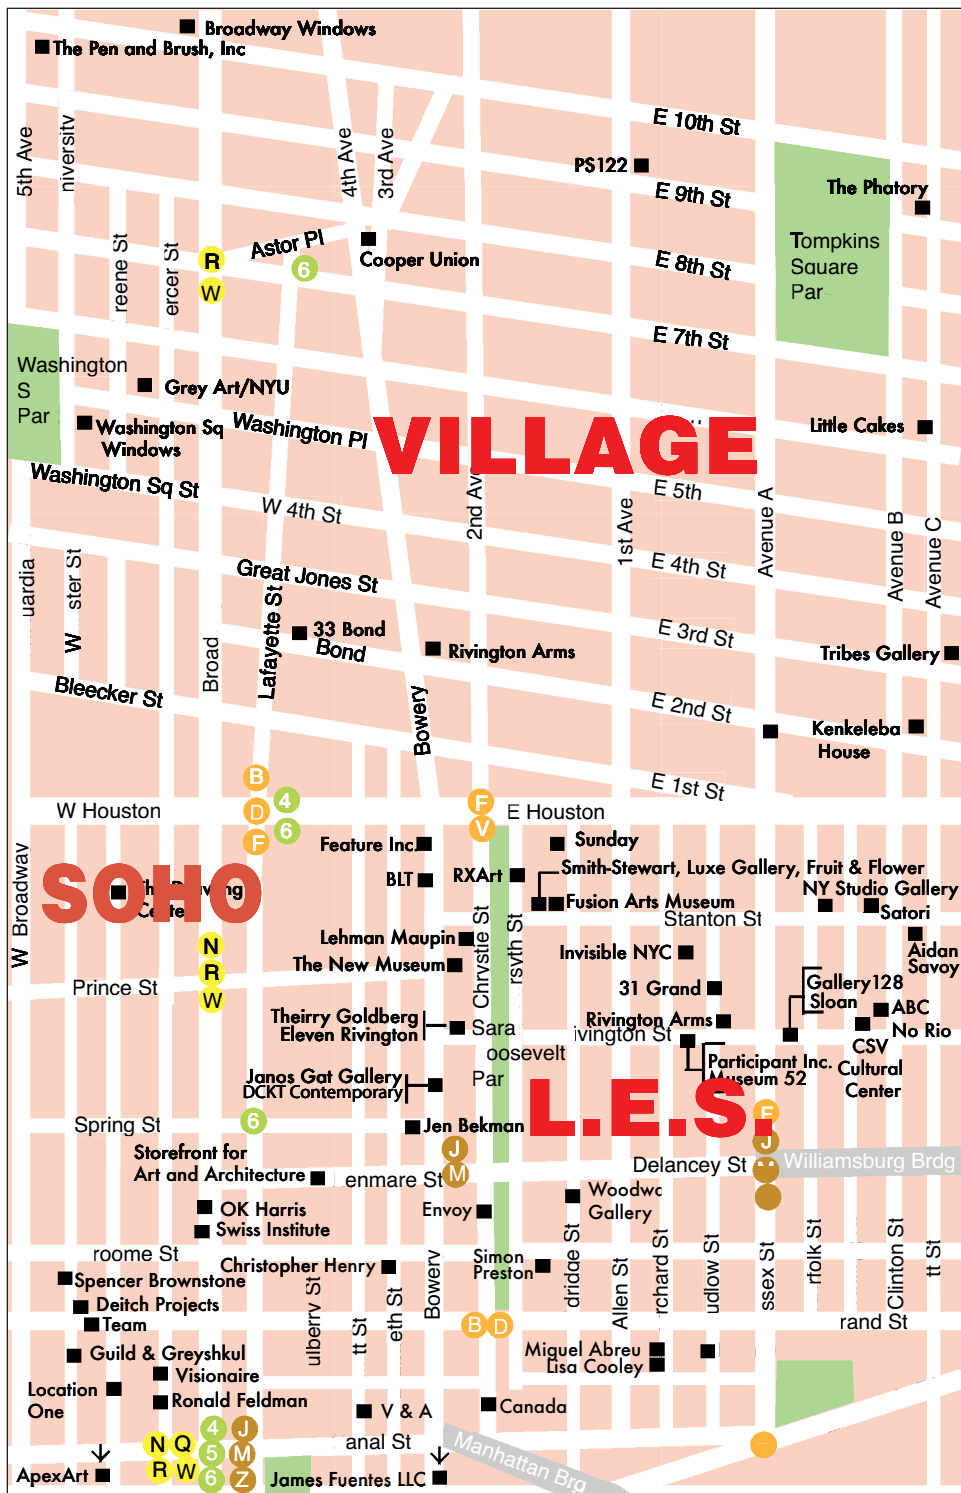 Broadway Windows
The Pen and Brush, Inc
E 10th St
5th Ave
niversity
4th Ave
3rd Ave
PS122
E 9th St
The Phatory
reene St
ercer St
R
W
Astor Pl
6
Cooper Union
E 8th St
Tompkins
Square
Par
E 7th St
Washington
S
Par
Grey Art/NYU
Washington Sq
Windows
Washington Pl
VILLAGE
Little Cakes
Washington Sq St
W 4th St
2nd Ave
E 5th
1st Ave
Avenue A
Avenue B
Avenue C
uardia
W
ster St
Great Jones St
E 4th St
Lafayette St
33 Bond
Bond
Broad
Rivington Arms
E 3rd St
Tribes Gallery
Bleecker St
Bowery
E 2nd St
Kenkeleba
House
B
D
F
4
6
E 1st St
W Houston
F
V
E Houston
W Broadway
SOHO
Feature Inc.
BLT
RXArt
Sunday
Smith-Stewart, Luxe Gallery, Fruit & Flower
NY Studio Gallery
Fusion Arts Museum
Satori
Stanton St
Chrystie St
rsyth St
Lehman Maupin
The New Museum
Invisible NYC
Aidan
Savoy
N
R
W
Prince St
31 Grand
Gallery128
Sloan
ABC
No Rio
Theirry Goldberg
Eleven Rivington
Sara
oosevelt
Par
Rivington Arms
ivington St
Participant Inc.
Museum 52
CSV
Cultural
Center
Janos Gat Gallery
DCKT Contemporary
L.E.S.
Spring St
6
Jen Bekman
F
J
Storefront for
Art and Architecture
enmare St
J
M
Delancey St
Williamsburg Brdg
OK Harris
Swiss Institute
Envoy
Gallery
roome St
Christopher Henry
Simon
Preston
Spencer Brownstone
Deitch Projects
Team
ulberry St
tt St
eth St
Bowery
dridge St
Allen St
rchard St
udlow St
ssex St
rfolk St
Clinton St
tt St
B
D
rand St
Guild & Greyshkul
Visionaire
Location
One
Ronald Feldman
Miguel Abreu
Lisa Cooley
V & A
Canada
N
Q
R
W
4
5
6
J
M
Z
anal St
Manhattan Brg
ApexArt
James Fuentes LLC